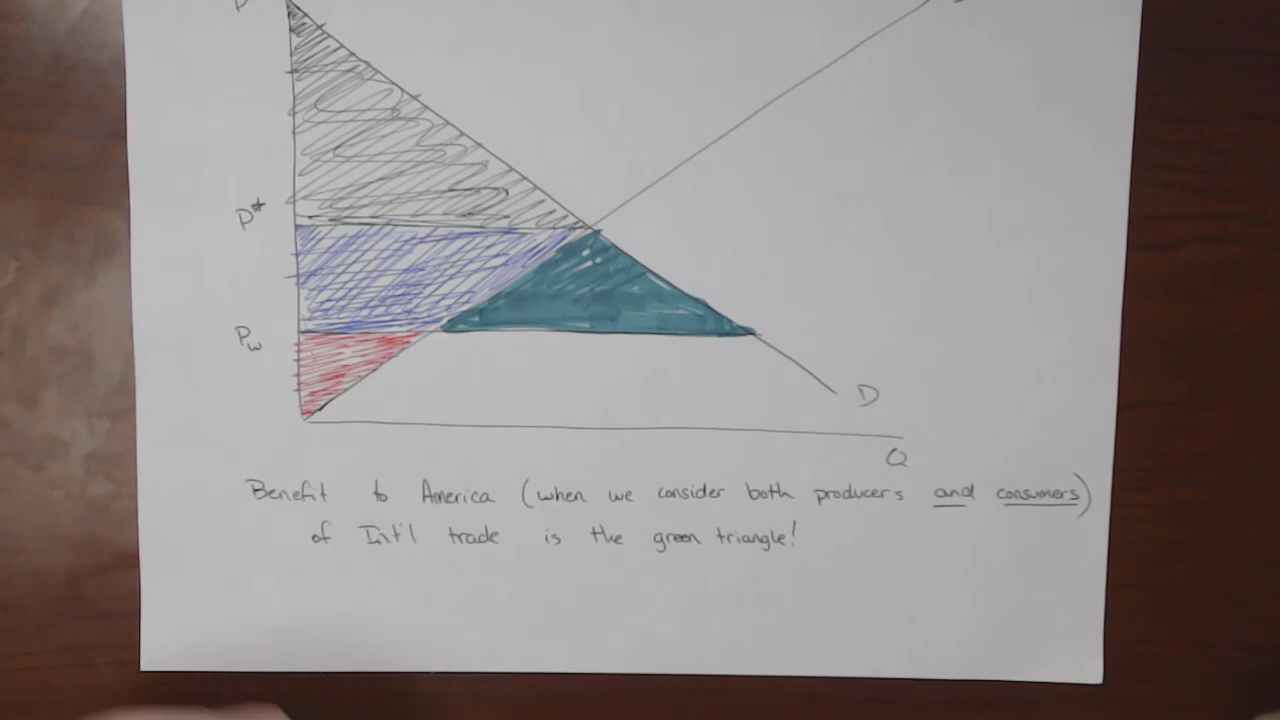 P
P*
Pw
D
Q
Benefit to America (when we consider both producers and consumers)
of Int'l trade is the green triangle!